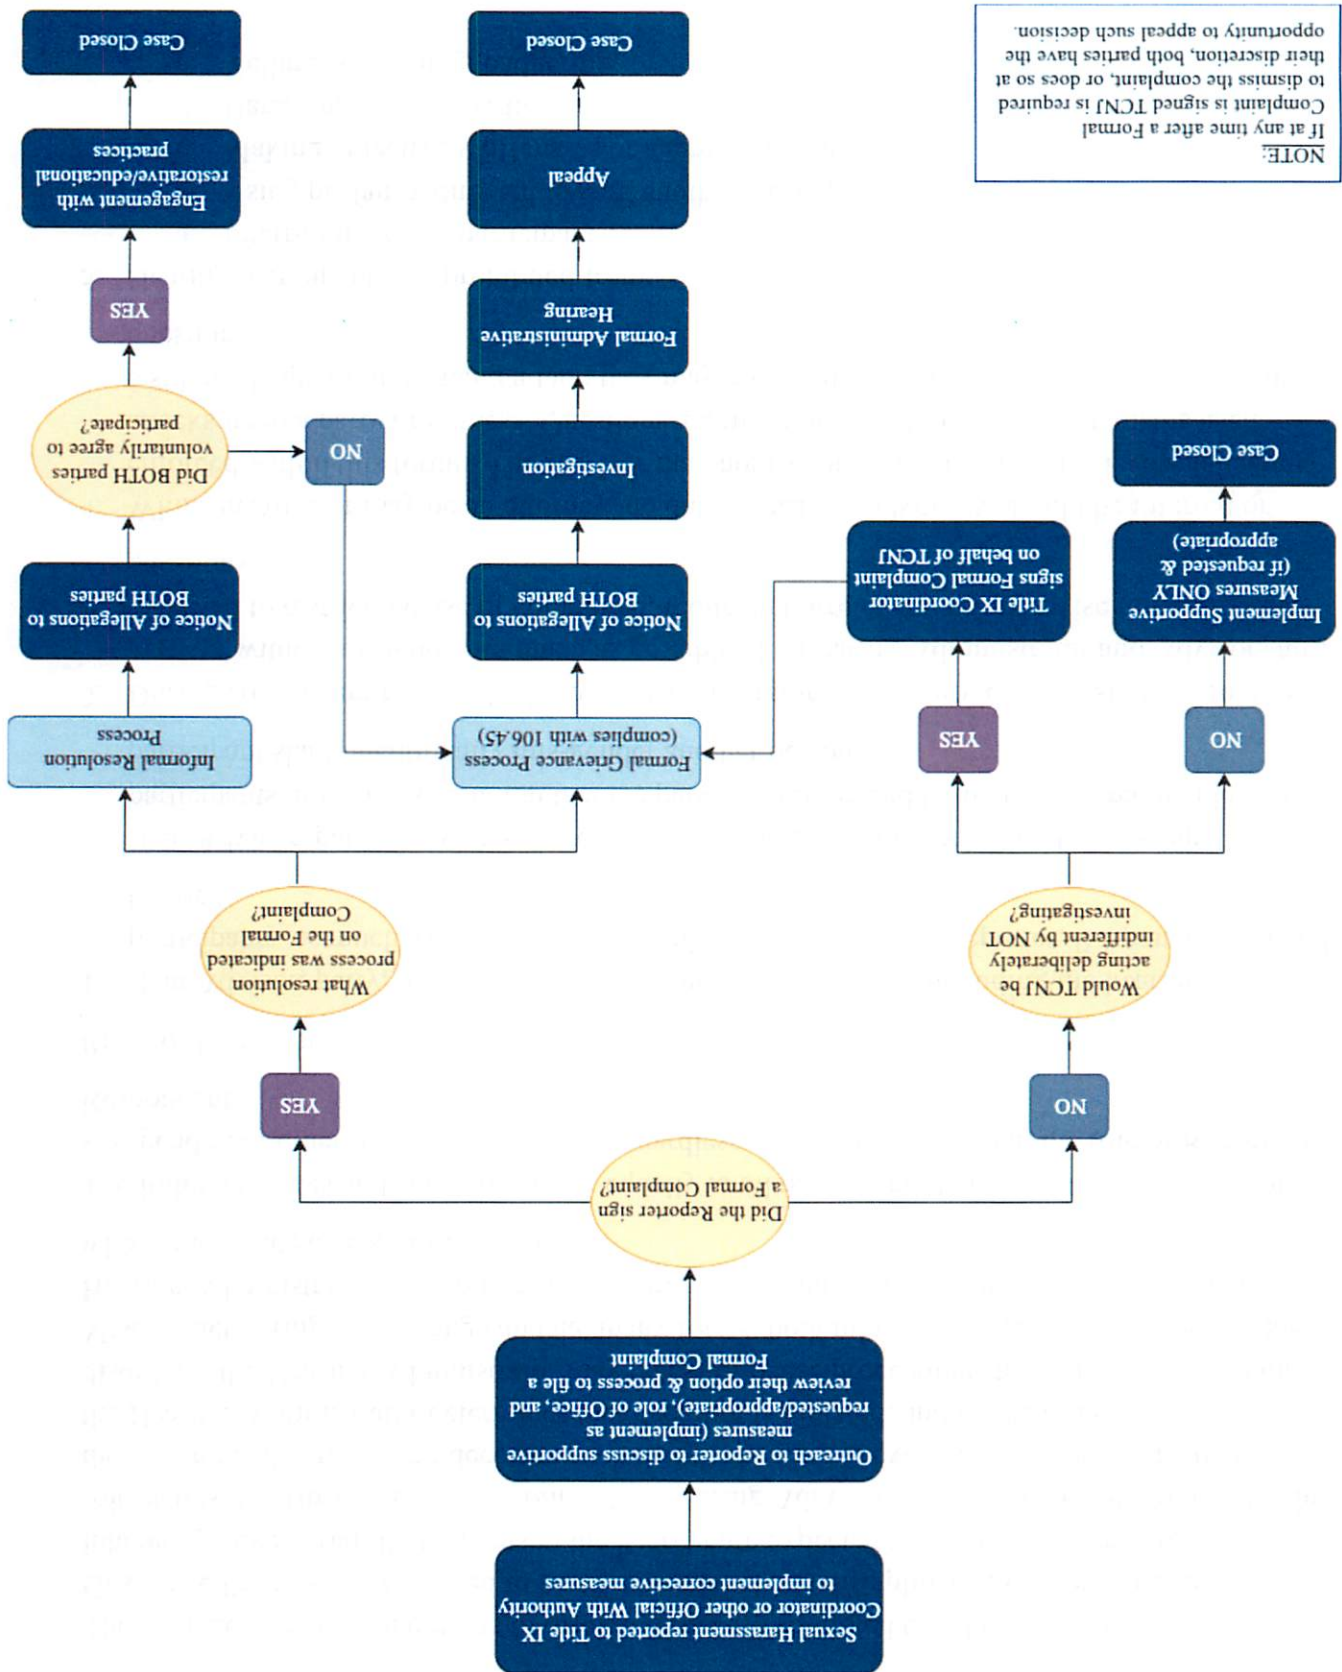 Sexual Harassment reported to Title IX
Coordinator or other Official With Authority
to implement corrective measures
Outreach to Reporter to discuss supportive
measures (implement as
requested/appropriate), role of Office, and
review their option & process to file a
Formal Complaint
Did the Reporter sign
a Formal Complaint?
NO
YES
Would TCNJ be
acting deliberately
indifferent by NOT
investigating?
What resolution
process was indicated
on the Formal
Complaint?
NO
YES
Formal Grievance Process
(complies with 106.45)
Informal Resolution
Process
Implement Supportive
Measures ONLY
(if requested &
appropriate)
Title IX Coordinator
signs Formal Complaint
on behalf of TCNJ
Notice of Allegations to
BOTH parties
Notice of Allegations to
BOTH parties
Case Closed
Investigation
NO
Did BOTH parties
voluntarily agree to
participate?
Formal Administrative
Hearing
YES
Appeal
Engagement with
restorative/educational
practices
Case Closed
Case Closed
NOTE:
If at any time after a Formal
Complaint is signed TCNJ is required
to dismiss the complaint, or does so at
their discretion, both parties have the
opportunity to appeal such decision.